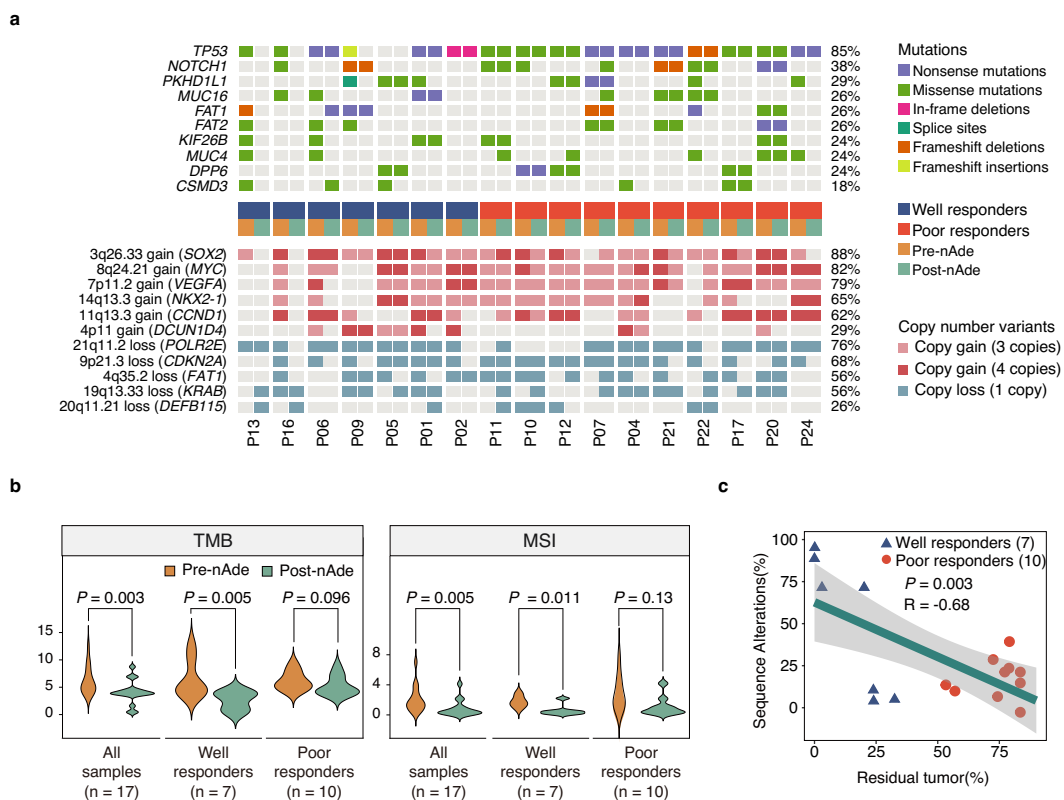 a
TP53 85%
NOTCH1 38%
PKHD1L1 29%
MUC16 26%
FAT1 26%
FAT2 26%
KIF26B 24%
MUC4 24%
DPP6 24%
CSMD3 18%
Mutations
Nonsense mutations
Missense mutations
In-frame deletions
Splice sites
Frameshift deletions
Frameshift insertions
Well responders
Poor responders
Pre-nAde
Post-nAde
3q26.33 gain (SOX2) 88%
8q24.21 gain (MYC) 82%
7p11.2 gain (VEGFA) 79%
14q13.3 gain (NKX2-1) 65%
11q13.3 gain (CCND1) 62%
4p11 gain (DCUN1D4) 29%
21q11.2 loss (POLR2E) 76%
9p21.3 loss (CDKN2A) 68%
4q35.2 loss (FAT1) 56%
19q13.33 loss (KRAB) 56%
20q11.21 loss (DEFB115) 26%
Copy number variants
Copy gain (3 copies)
Copy gain (4 copies)
Copy loss (1 copy)
P13 P16 P06 P09 P05 P01 P02 P11 P10 P12 P07 P04 P21 P22 P17 P20 P24
b
TMB
Pre-nAde Post-nAde
P = 0.003 P = 0.005 P = 0.096
15
10
5
0
All samples (n = 17)
Well responders (n = 7)
Poor responders (n = 10)
MSI
P = 0.005 P = 0.011 P = 0.13
8
4
0
All samples (n = 17)
Well responders (n = 7)
Poor responders (n = 10)
c
Well responders (7)
Poor responders (10)
P = 0.003
R = -0.68
Sequence Alterations(%)
100
75
50
25
0
0 25 50 75
Residual tumor(%)